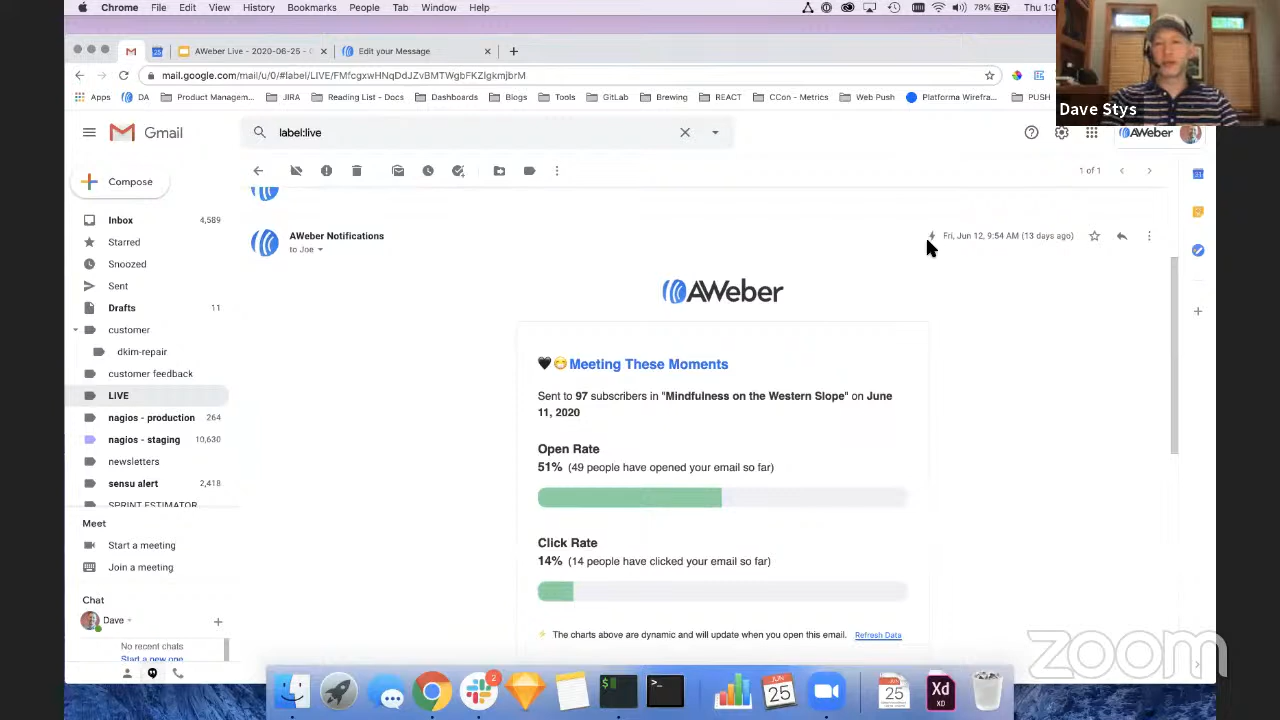 Chrome File Edit View History Bookmarks People Tab Window Help 78% Thu 1:0
AWeber Live - 2020-06-25 - Edit your Message
mail.google.com/mail/u/0/#label/LIVE/FMfcgxwHNqDdJZvBMTWgbFKZlgkmjbrM
Apps DA Product Managem... JIRA Reading List - Docs Dashboards Blogs Tools GitLab Brewing REACT CCon - Metrics Web Push Platforma Wirefra... PUSH
Dave Stys
Gmail
label:live
AWeber
Compose
1 of 1
Inbox 4,589
Starred
Snoozed
Sent
Drafts 11
customer
dkim-repair
customer feedback
LIVE
nagios - production 264
nagios - staging 10,630
newsletters
sensu alert 2,418
SPRINT ESTIMATOR
Meet
Start a meeting
Join a meeting
Chat
Dave
No recent chats
Start a new one
AWeber Notifications
to Joe
Fri, Jun 12, 9:54 AM (13 days ago)
AWeber
🖤😁Meeting These Moments
Sent to 97 subscribers in "Mindfulness on the Western Slope" on June
11, 2020
Open Rate
51% (49 people have opened your email so far)
Click Rate
14% (14 people have clicked your email so far)
⚡ The charts above are dynamic and will update when you open this email. Refresh Data
zoom
2
JUN
25
25
Xd
XD